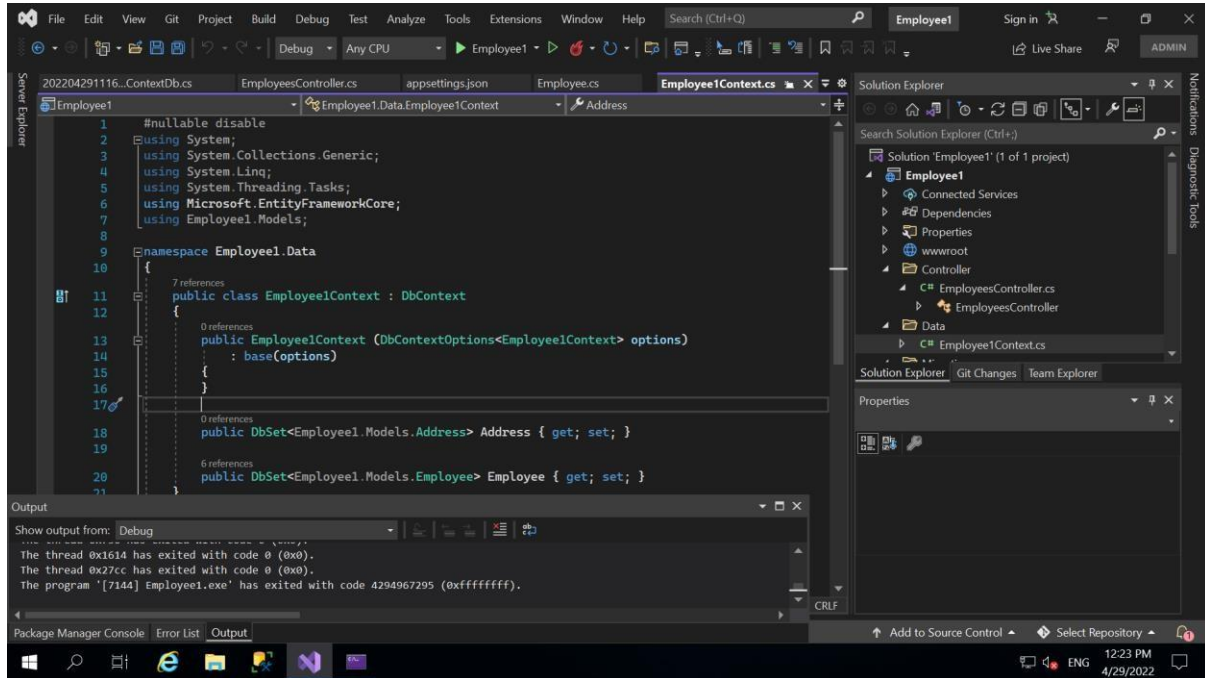 File Edit View Git Project Build Debug Test Analyze Tools Extensions Window Help Search (Ctrl+Q) Employee1 Sign in
Debug Any CPU Employee1 Live Share ADMIN
202204291116...ContextDb.cs EmployeesController.cs appsettings.json Employee.cs Employee1Context.cs
Employee1 Employee1.Data.Employee1Context Address
Server Explorer
1 #nullable disable
2 using System;
3 using System.Collections.Generic;
4 using System.Linq;
5 using System.Threading.Tasks;
6 using Microsoft.EntityFrameworkCore;
7 using Employee1.Models;
8
9 namespace Employee1.Data
10 {
7 references
11 public class Employee1Context : DbContext
12 {
0 references
13 public Employee1Context (DbContextOptions<Employee1Context> options)
14 : base(options)
15 {
16 }
17
0 references
18 public DbSet<Employee1.Models.Address> Address { get; set; }
19
6 references
20 public DbSet<Employee1.Models.Employee> Employee { get; set; }
21 }
Solution Explorer
Search Solution Explorer (Ctrl+;)
Solution 'Employee1' (1 of 1 project)
Employee1
Connected Services
Dependencies
Properties
wwwroot
Controller
C# EmployeesController.cs
EmployeesController
Data
C# Employee1Context.cs
Solution Explorer Git Changes Team Explorer
Properties
Notifications
Diagnostic Tools
Output
Show output from: Debug
The thread 0x1614 has exited with code 0 (0x0).
The thread 0x27cc has exited with code 0 (0x0).
The program '[7144] Employee1.exe' has exited with code 4294967295 (0xffffffff).
CRLF
Package Manager Console Error List Output
Add to Source Control Select Repository
ENG 12:23 PM
4/29/2022